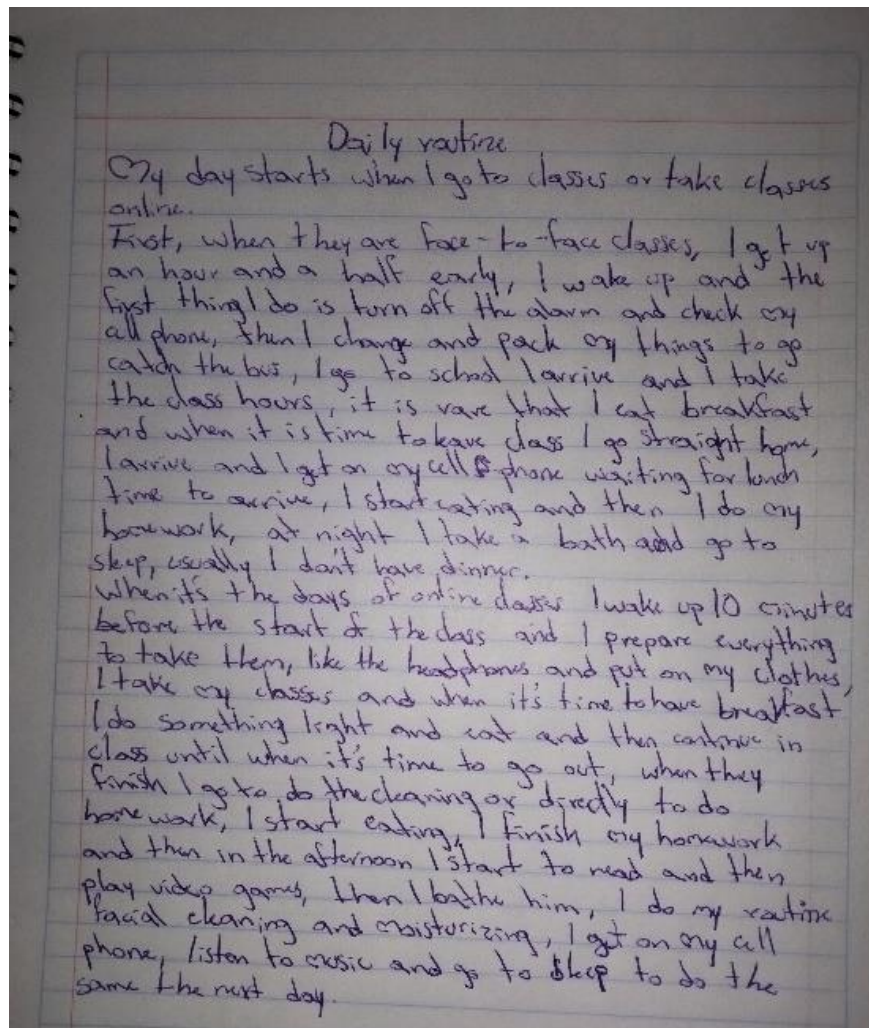 Daily routine
My day starts when I go to classes or take classes
online.
First, when they are face-to-face classes, I get up
an hour and a half early, I wake up and the
first thing I do is turn off the alarm and check my
cell phone, then I change and pack my things to go
catch the bus, I go to school I arrive and I take
the class hours, it is rare that I eat breakfast
and when it is time to leave class I go straight home,
I arrive and I get on my cell phone waiting for lunch
time to arrive, I start eating and then I do my
homework, at night I take a bath and go to
sleep, usually I don't have dinner.
When it's the days of online classes I wake up 10 minutes
before the start of the class and I prepare everything
to take them, like the headphones and put on my clothes,
I take my classes and when it's time to have breakfast
I do something light and eat and then continue in
class until when it's time to go out, when they
finish I go to do the cleaning or directly to do
home work, I start eating, I finish my homework
and then in the afternoon I start to read and then
play video games, then I bathe him, I do my routine
facial cleaning and moisturizing, I get on my cell
phone, listen to music and go to sleep to do the
same the next day.